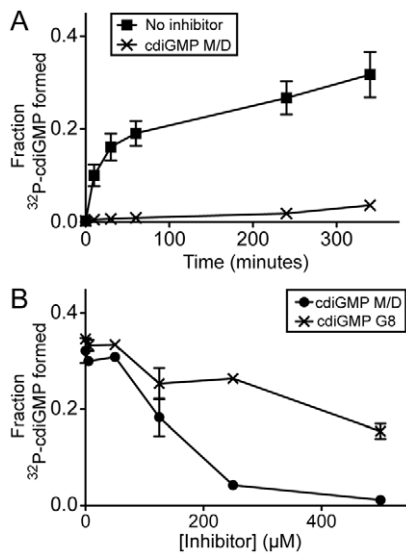 A
No inhibitor
cdiGMP M/D
0.4
0.2
0.0
Fraction
³²P-cdiGMP formed
0
100
200
300
Time (minutes)
B
cdiGMP M/D
cdiGMP G8
0.4
0.2
0.0
Fraction
³²P-cdiGMP formed
0
200
400
[Inhibitor] (µM)